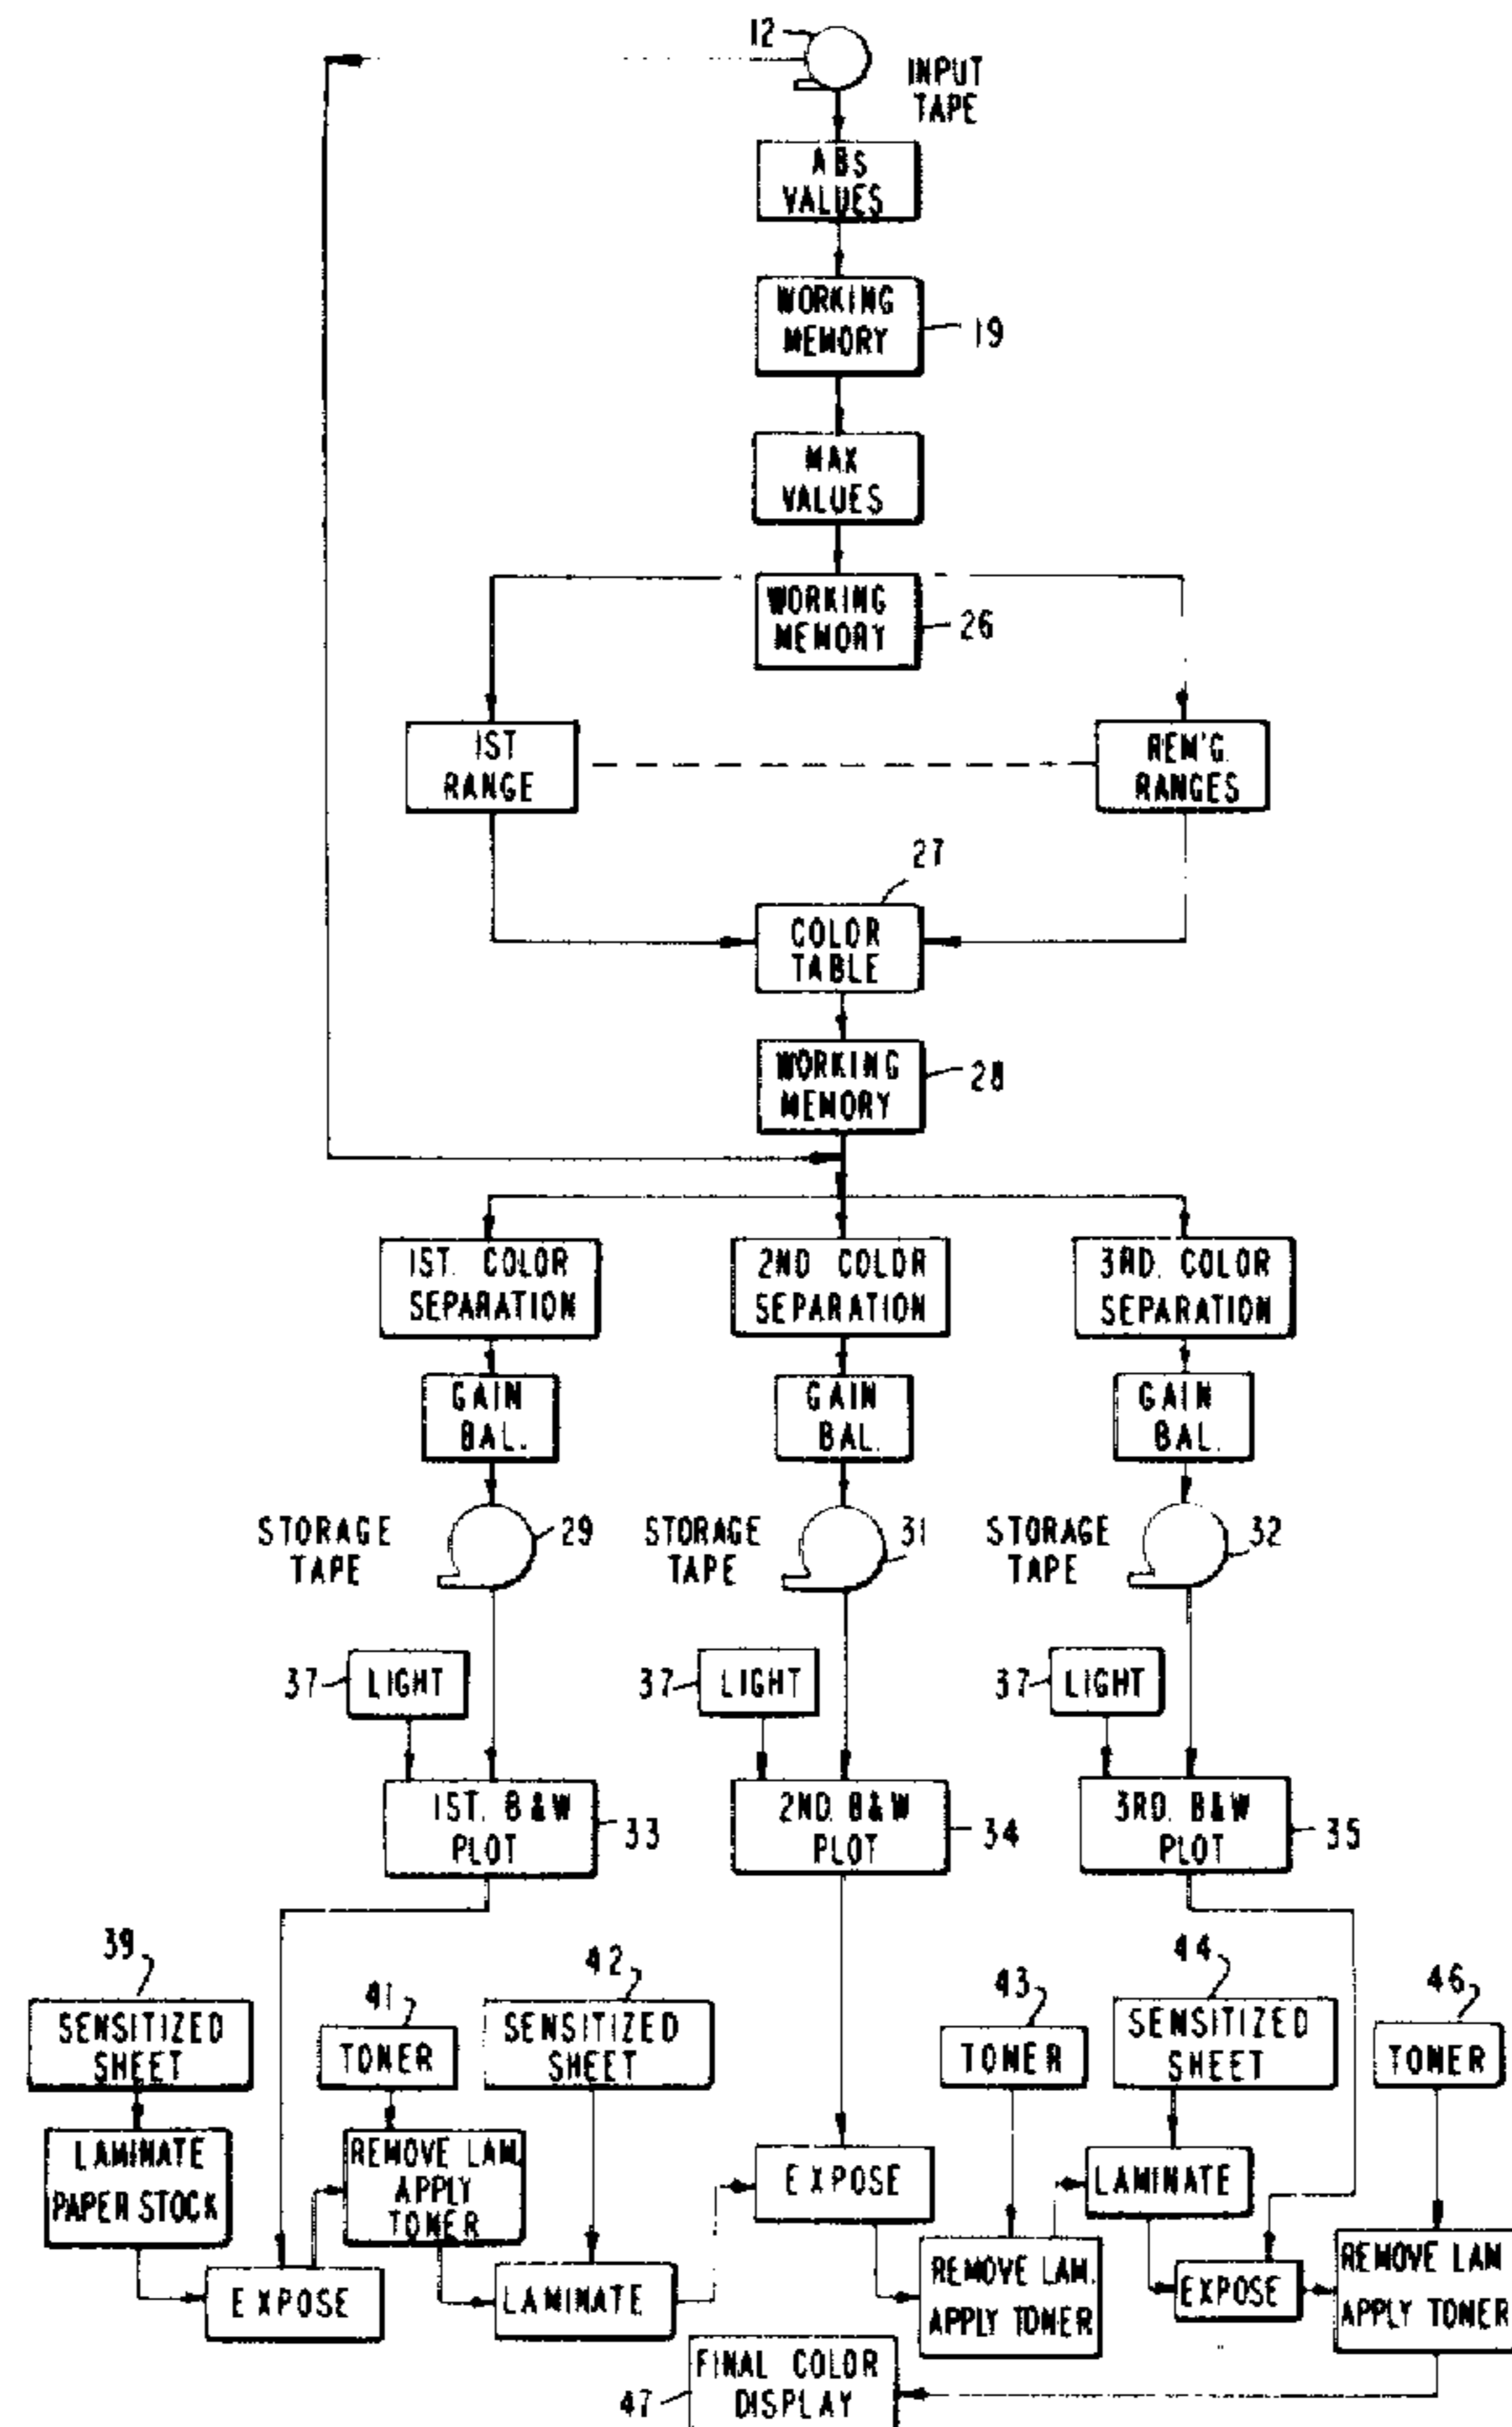 12
INPUT
TAPE
ABS
VALUES
WORKING
MEMORY
19
MAX
VALUES
WORKING
MEMORY
26
1ST
RANGE
REM'G.
RANGES
27
COLOR
TABLE
WORKING
MEMORY
28
1ST. COLOR
SEPARATION
2ND COLOR
SEPARATION
3RD. COLOR
SEPARATION
GAIN
BAL.
GAIN
BAL.
GAIN
BAL.
STORAGE
TAPE
29
STORAGE
TAPE
31
STORAGE
TAPE
32
37
LIGHT
37
LIGHT
37
LIGHT
1ST. B&W
PLOT
33
2ND. B&W
PLOT
34
3RD. B&W
PLOT
35
39
SENSITIZED
SHEET
41
TONER
42
SENSITIZED
SHEET
43
TONER
44
SENSITIZED
SHEET
46
TONER
LAMINATE
PAPER STOCK
REMOVE LAM.
APPLY
TONER
EXPOSE
LAMINATE
EXPOSE
REMOVE LAM.
APPLY TONER
LAMINATE
EXPOSE
REMOVE LAM
APPLY TONER
FINAL COLOR
DISPLAY
47